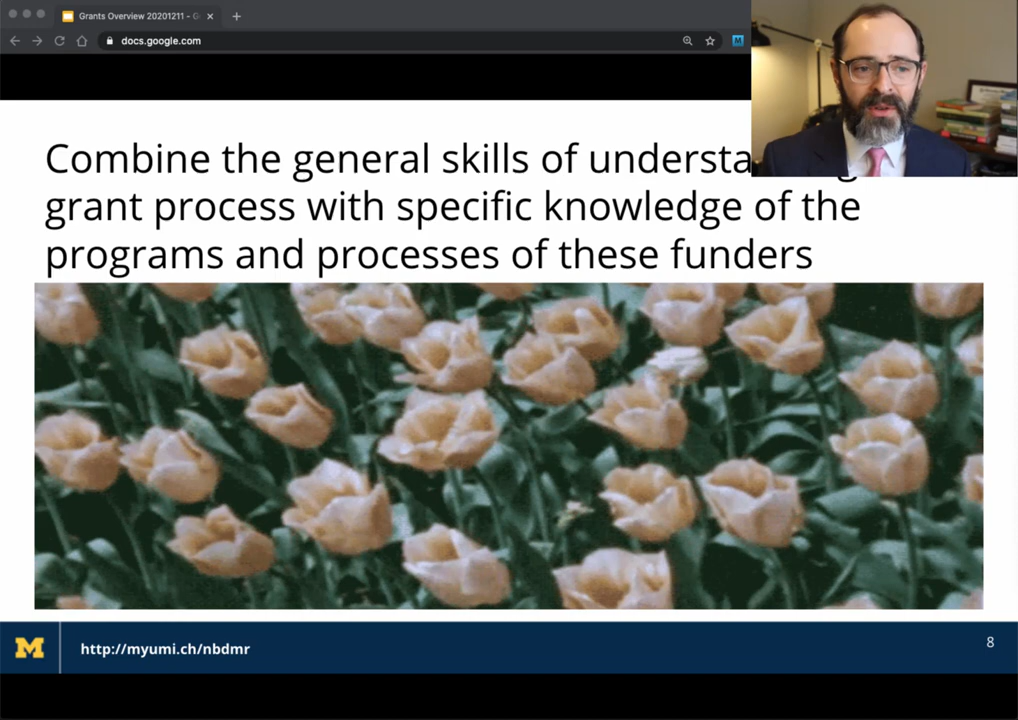 Grants Overview 20201211 - G
docs.google.com
M
Combine the general skills of
grant process with specific knowledge of the
programs and processes of these funders
M
http://myumi.ch/nbdmr
8